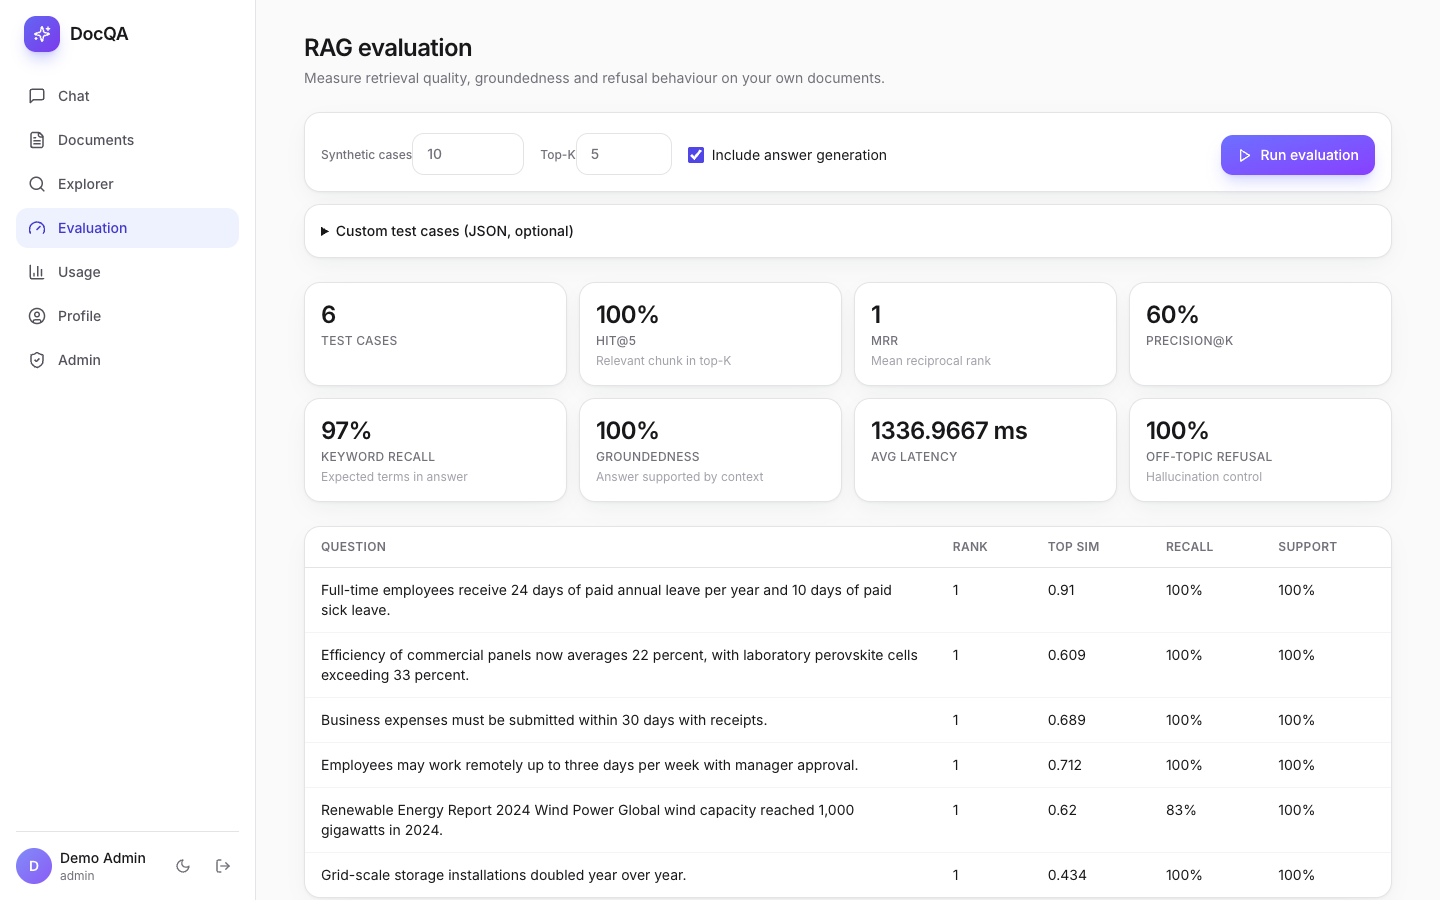 DocQA
Chat
Documents
Explorer
Evaluation
Usage
Profile
Admin
D
Demo Admin
admin
RAG evaluation
Measure retrieval quality, groundedness and refusal behaviour on your own documents.
Synthetic cases 10 Top-K 5 Include answer generation Run evaluation
Custom test cases (JSON, optional)
6
TEST CASES
100%
HIT@5
Relevant chunk in top-K
1
MRR
Mean reciprocal rank
60%
PRECISION@K
97%
KEYWORD RECALL
Expected terms in answer
100%
GROUNDEDNESS
Answer supported by context
1336.9667 ms
AVG LATENCY
100%
OFF-TOPIC REFUSAL
Hallucination control
QUESTION RANK TOP SIM RECALL SUPPORT
Full-time employees receive 24 days of paid annual leave per year and 10 days of paid 1 0.91 100% 100%
sick leave.
Efficiency of commercial panels now averages 22 percent, with laboratory perovskite cells 1 0.609 100% 100%
exceeding 33 percent.
Business expenses must be submitted within 30 days with receipts. 1 0.689 100% 100%
Employees may work remotely up to three days per week with manager approval. 1 0.712 100% 100%
Renewable Energy Report 2024 Wind Power Global wind capacity reached 1,000 1 0.62 83% 100%
gigawatts in 2024.
Grid-scale storage installations doubled year over year. 1 0.434 100% 100%